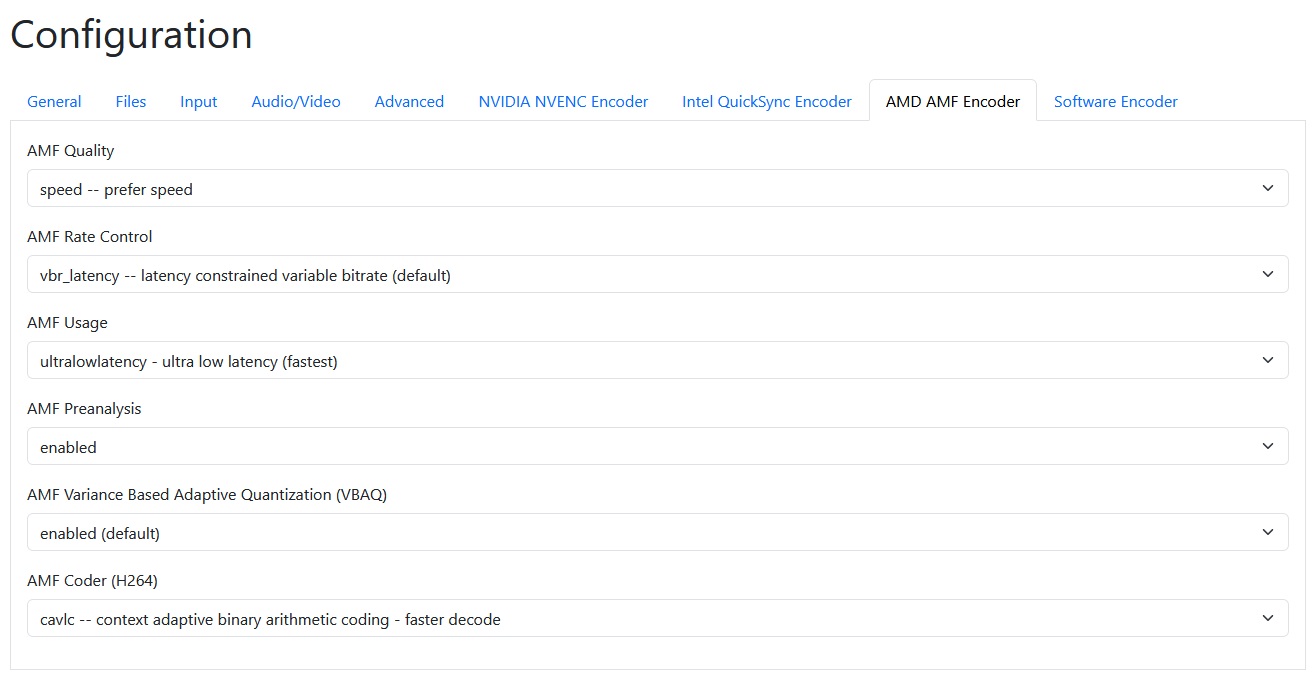 Configuration
General Files Input Audio/Video Advanced NVIDIA NVENC Encoder Intel QuickSync Encoder AMD AMF Encoder Software Encoder
AMF Quality
speed -- prefer speed
AMF Rate Control
vbr_latency -- latency constrained variable bitrate (default)
AMF Usage
ultralowlatency - ultra low latency (fastest)
AMF Preanalysis
enabled
AMF Variance Based Adaptive Quantization (VBAQ)
enabled (default)
AMF Coder (H264)
cavlc -- context adaptive binary arithmetic coding - faster decode